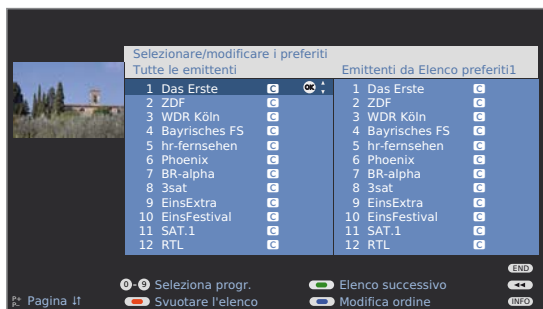 Selezionare/modificare i preferiti
Tutte le emittenti Emittenti da Elenco preferiti1
1 Das Erste C OK 1 Das Erste C
2 ZDF C 2 ZDF C
3 WDR Köln C 3 WDR Köln C
4 Bayrisches FS C 4 Bayrisches FS C
5 hr-fernsehen C 5 hr-fernsehen C
6 Phoenix C 6 Phoenix C
7 BR-alpha C 7 BR-alpha C
8 3sat C 8 3sat C
9 EinsExtra C 9 EinsExtra C
10 EinsFestival C 10 EinsFestival C
11 SAT.1 C 11 SAT.1 C
12 RTL C 12 RTL C
END
0-9 Seleziona progr. Elenco successivo
P+ P- Pagina Svuotare l'elenco Modifica ordine INFO